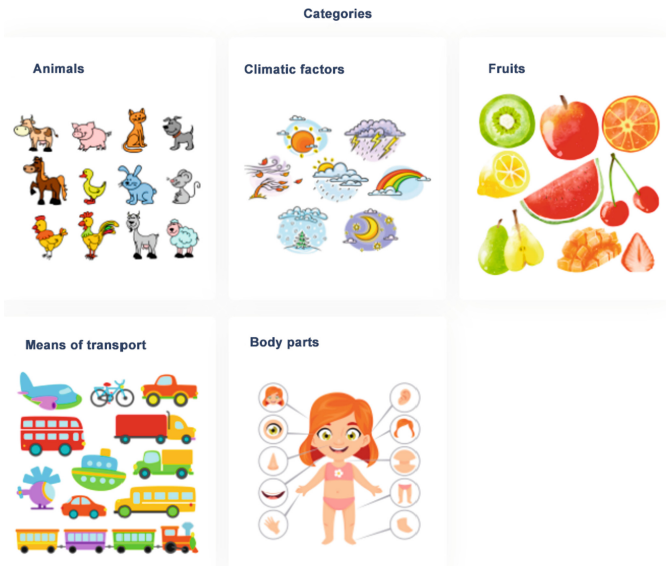 Categories
Animals
Climatic factors
Fruits
Means of transport
Body parts